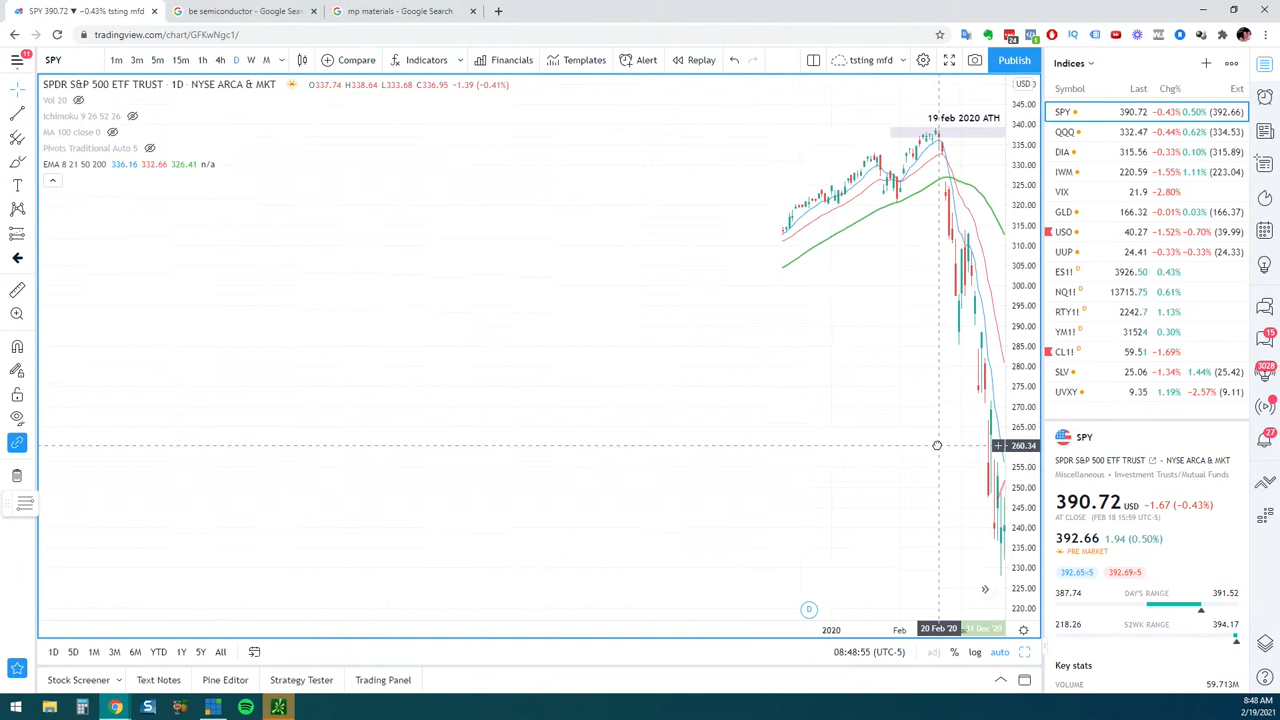 SPY 390.72 ▼ −0.43% tsting mfd
be semiconductor - Google Search
mp materials - Google Search
tradingview.com/chart/GFKwNgc1/
24
11
SPY 1m 3m 5m 15m 1h 4h D W M Compare Indicators Financials Templates Alert Replay tsting mfd Publish
SPDR S&P 500 ETF TRUST · 1D · NYSE ARCA & MKT O337.74 H338.64 L333.68 C336.95 −1.39 (−0.41%)
Vol 20
Ichimoku 9 26 52 26
MA 100 close 0
Pivots Traditional Auto 5
EMA 8 21 50 200 336.16 332.66 326.41 n/a
19 feb 2020 ATH
USD
345.00
340.00
335.00
330.00
325.00
320.00
315.00
310.00
305.00
300.00
295.00
290.00
285.00
280.00
275.00
270.00
265.00
260.34
255.00
250.00
245.00
240.00
235.00
230.00
225.00
220.00
D
2020 Feb 20 Feb '20 31 Dec '20
1D 5D 1M 3M 6M YTD 1Y 5Y All
08:48:55 (UTC-5) adj % log auto
Stock Screener Text Notes Pine Editor Strategy Tester Trading Panel
Indices
Symbol Last Chg% Ext
SPY 390.72 −0.43% 0.50% (392.66)
QQQ 332.47 −0.44% 0.62% (334.53)
DIA 315.56 −0.33% 0.10% (315.89)
IWM 220.59 −1.55% 1.11% (223.04)
VIX 21.9 −2.80%
GLD 166.32 −0.01% 0.03% (166.37)
USO 40.27 −1.52% −0.70% (39.99)
UUP 24.41 −0.33% −0.33% (24.33)
ES1! D 3926.50 0.43%
NQ1! D 13715.75 0.61%
RTY1! D 2242.7 1.13%
YM1! D 31524 0.30%
CL1! D 59.51 −1.69%
SLV 25.06 −1.34% 1.44% (25.42)
UVXY 9.35 1.19% −2.57% (9.11)
15
3028
27
SPY
SPDR S&P 500 ETF TRUST NYSE ARCA & MKT
Miscellaneous · Investment Trusts/Mutual Funds
390.72 USD −1.67 (−0.43%)
AT CLOSE (FEB 18 15:59 UTC-5)
392.66 1.94 (0.50%)
PRE MARKET
392.65×5 392.69×5
387.74 DAY'S RANGE 391.52
218.26 52WK RANGE 394.17
Key stats
VOLUME 59.713M
8:48 AM
2/19/2021